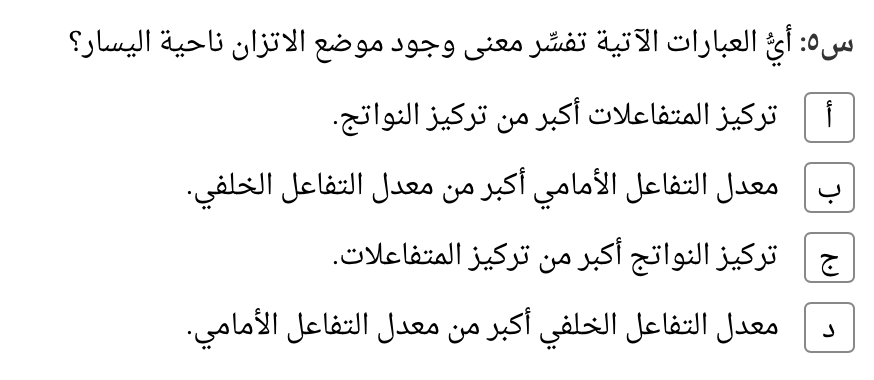 س٥: أيُّ العبارات الآتية تفسِّر معنى وجود موضع الاتزان ناحية اليسار؟
أ تركيز المتفاعلات أكبر من تركيز النواتج.
ب معدل التفاعل الأمامي أكبر من معدل التفاعل الخلفي.
ج تركيز النواتج أكبر من تركيز المتفاعلات.
د معدل التفاعل الخلفي أكبر من معدل التفاعل الأمامي.